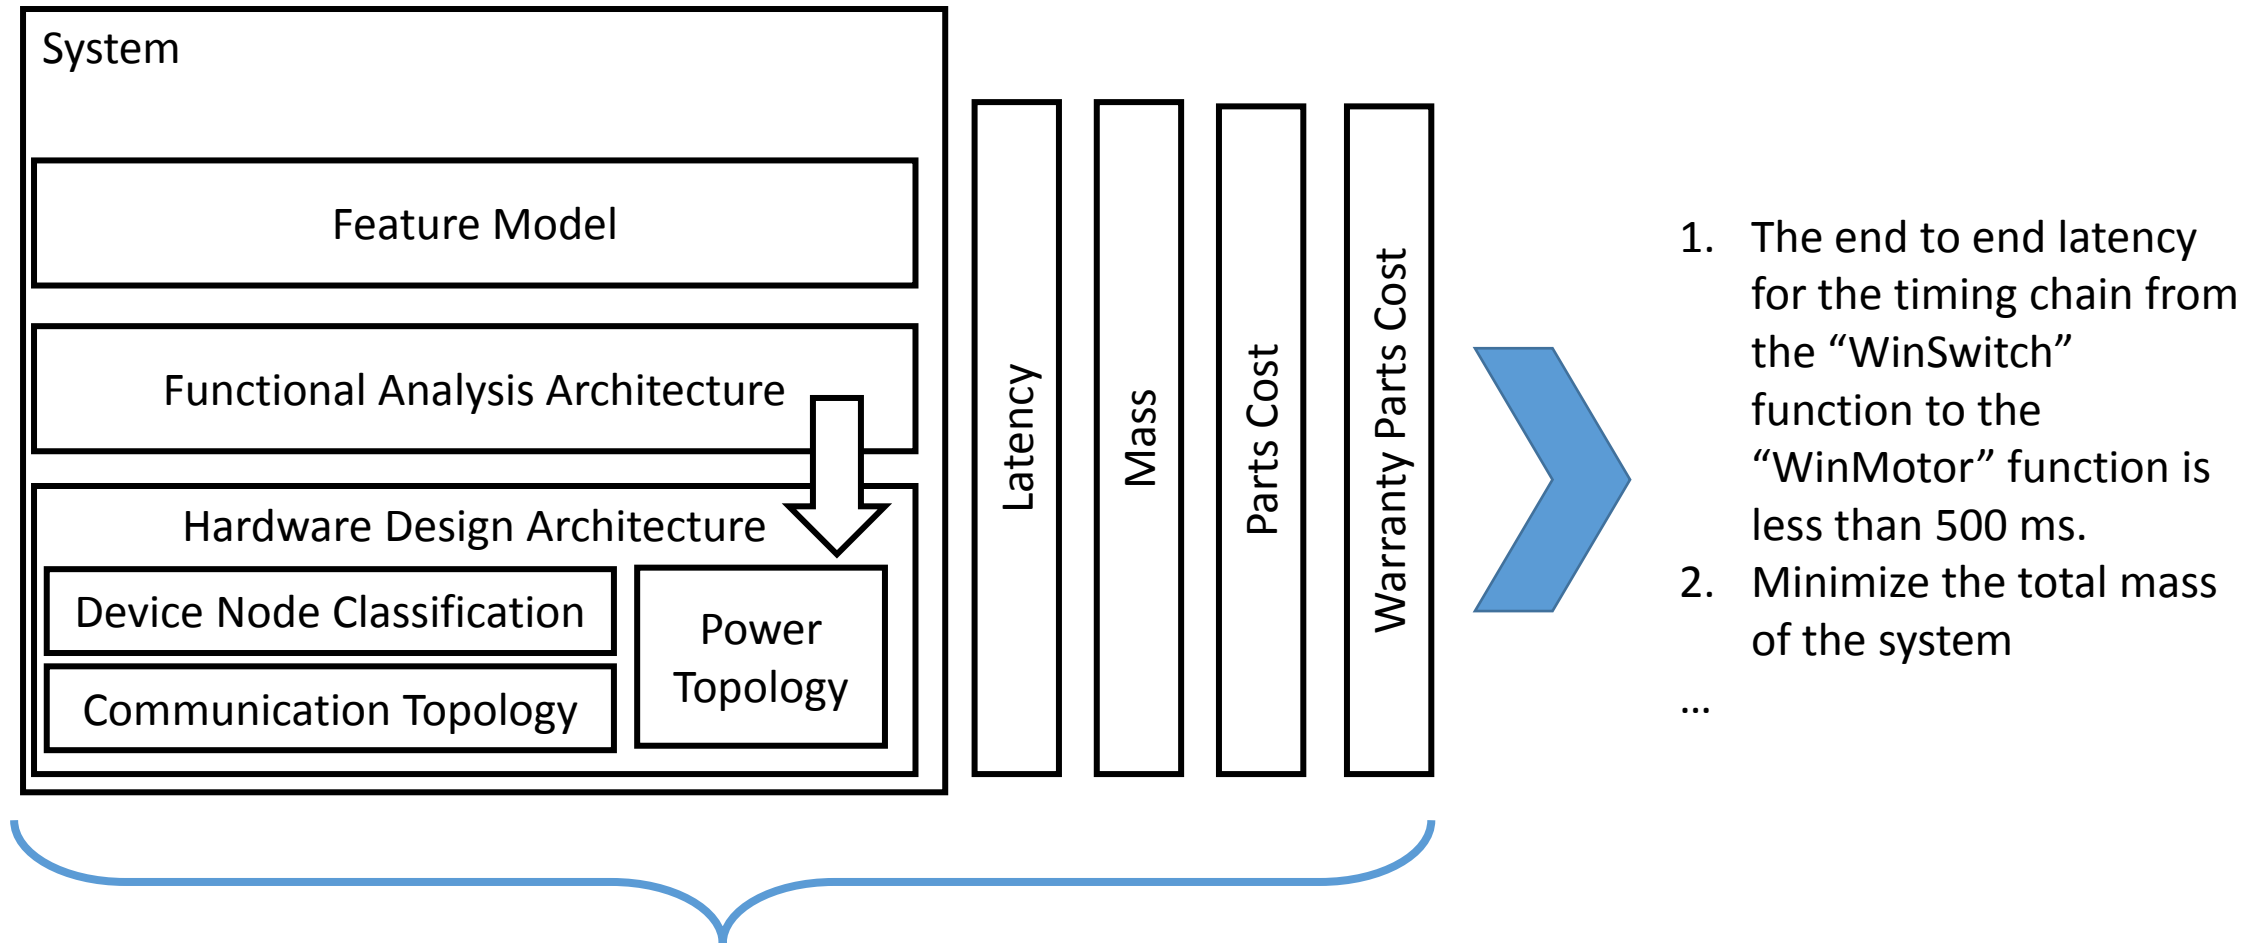 System
Feature Model
Functional Analysis Architecture
Hardware Design Architecture
Device Node Classification
Communication Topology
Power
Topology
Latency
Mass
Parts Cost
Warranty Parts Cost
1. The end to end latency
for the timing chain from
the “WinSwitch”
function to the
“WinMotor” function is
less than 500 ms.
2. Minimize the total mass
of the system
...